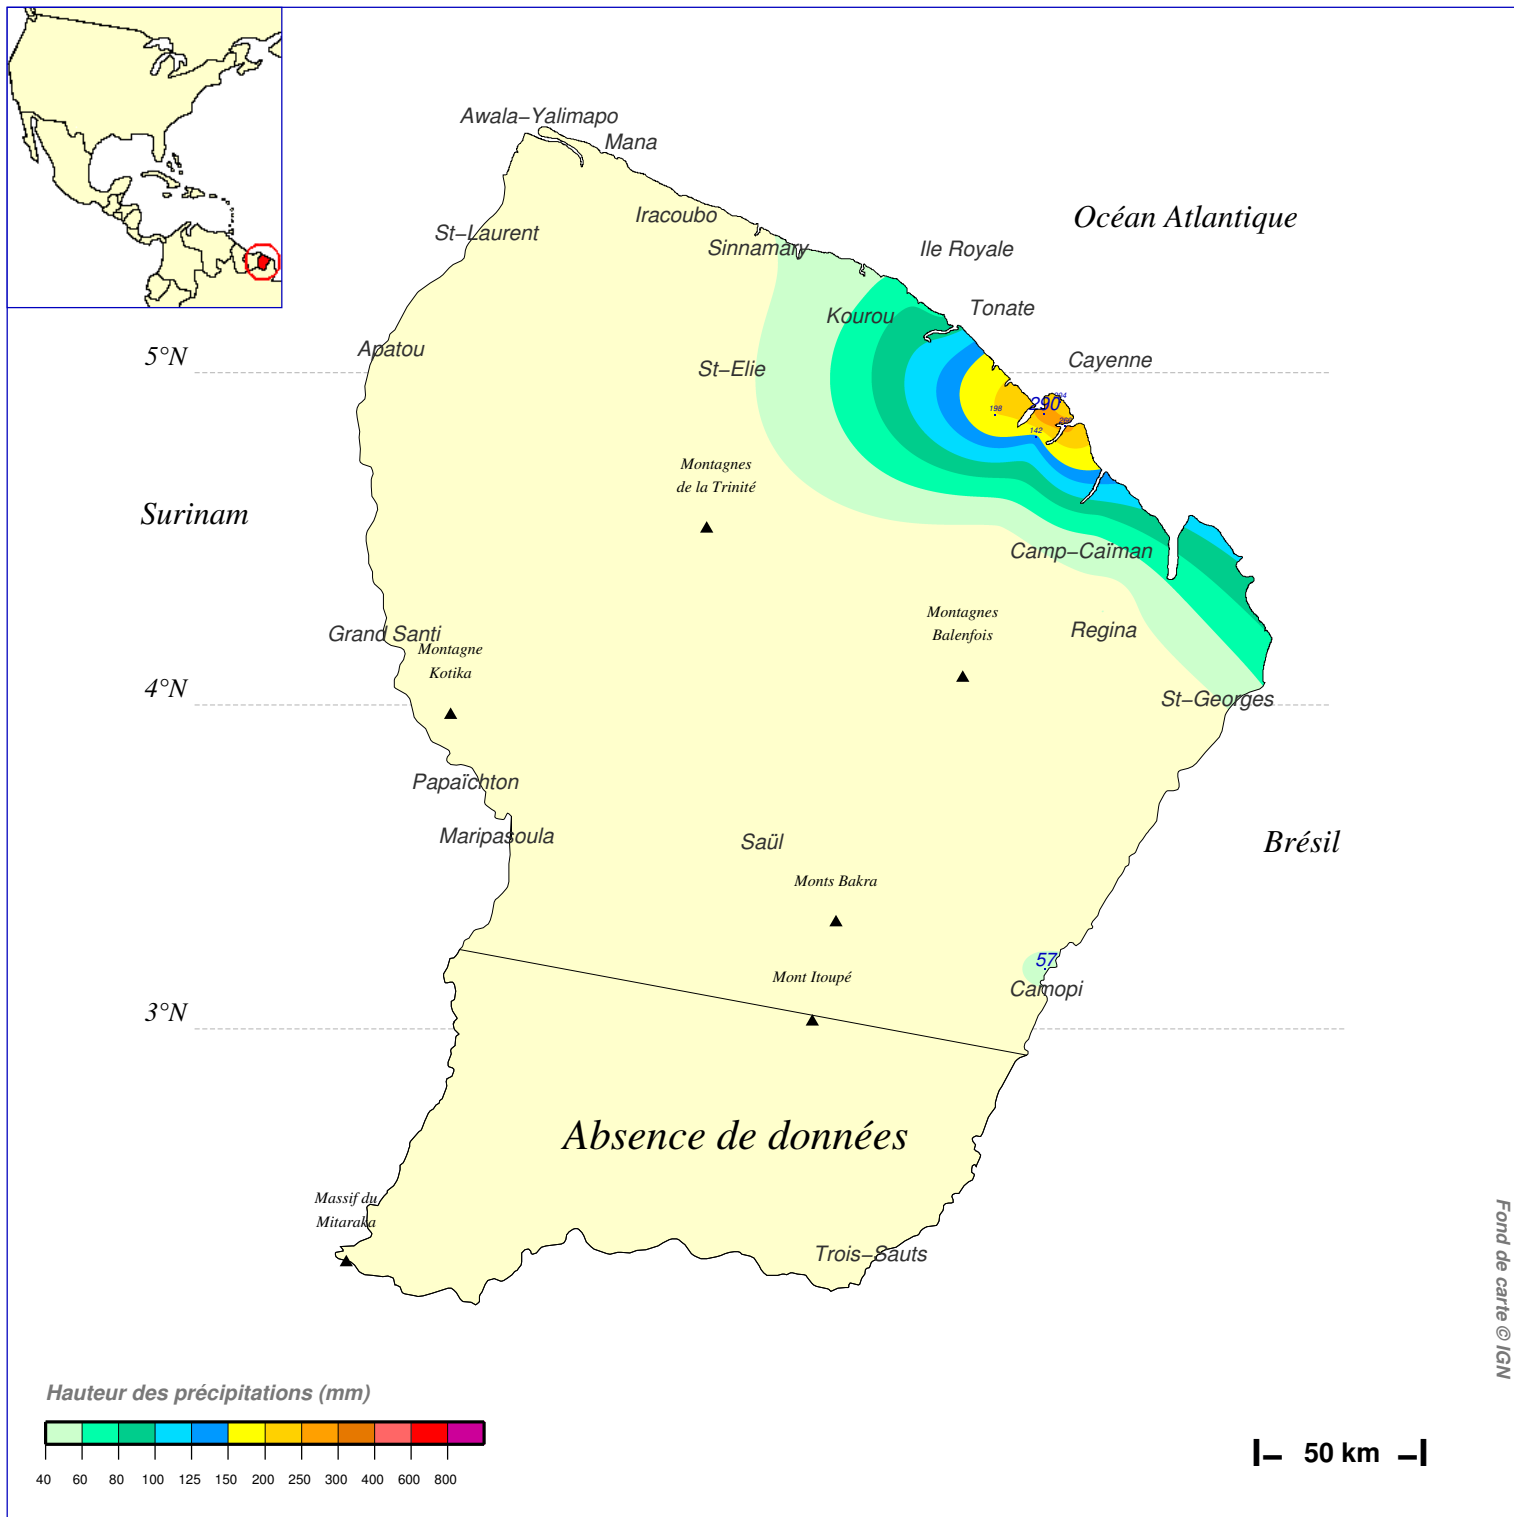 Awala−Yalimapo
Mana
Iracoubo
St−Laurent
Sinnamary
Océan Atlantique
Ile Royale
Tonate
Kourou
Apatou
5°N
St−Elie
Cayenne
290
198
142
Montagnes
de la Trinité
Surinam
Camp−Caïman
Montagnes
Balenfois
Regina
Grand Santi
Montagne
Kotika
4°N
St−Georges
Papaïchton
Maripasoula
Saül
Brésil
Monts Bakra
57
Mont Itoupé
Camopi
3°N
Absence de données
Massif du
Mitaraka
Trois−Sauts
Fond de carte © IGN
Hauteur des précipitations (mm)
40 60 80 100 125 150 200 250 300 400 600 800
50 km